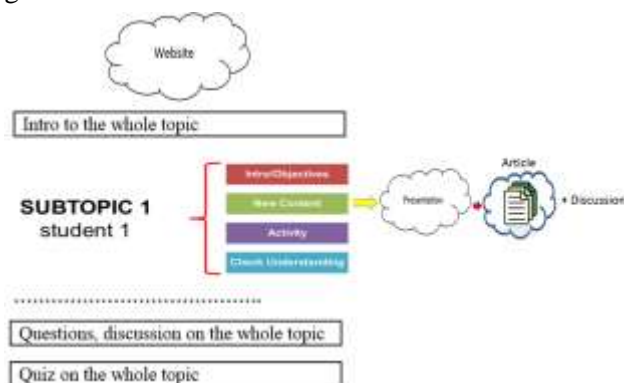 Website
Intro to the whole topic
Intro/Objectives
New Content
Activity
Check Understanding
SUBTOPIC 1
student 1
Presentation
Article
+ Discussion
Questions, discussion on the whole topic
Quiz on the whole topic